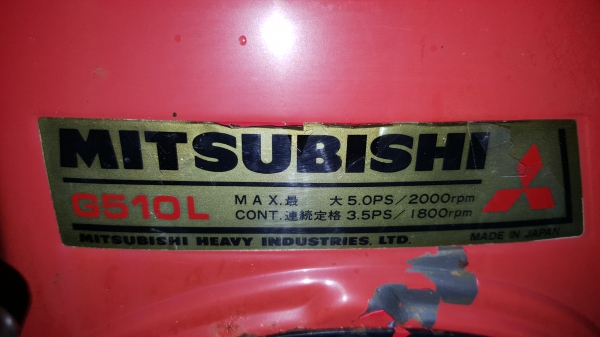 MITSUBISHI
G510L
MAX.最 大 5.0PS/2000rpm
CONT.連続定格 3.5PS/1800rpm
MITSUBISHI HEAVY INDUSTRIES, LTD.
MADE IN JAPAN